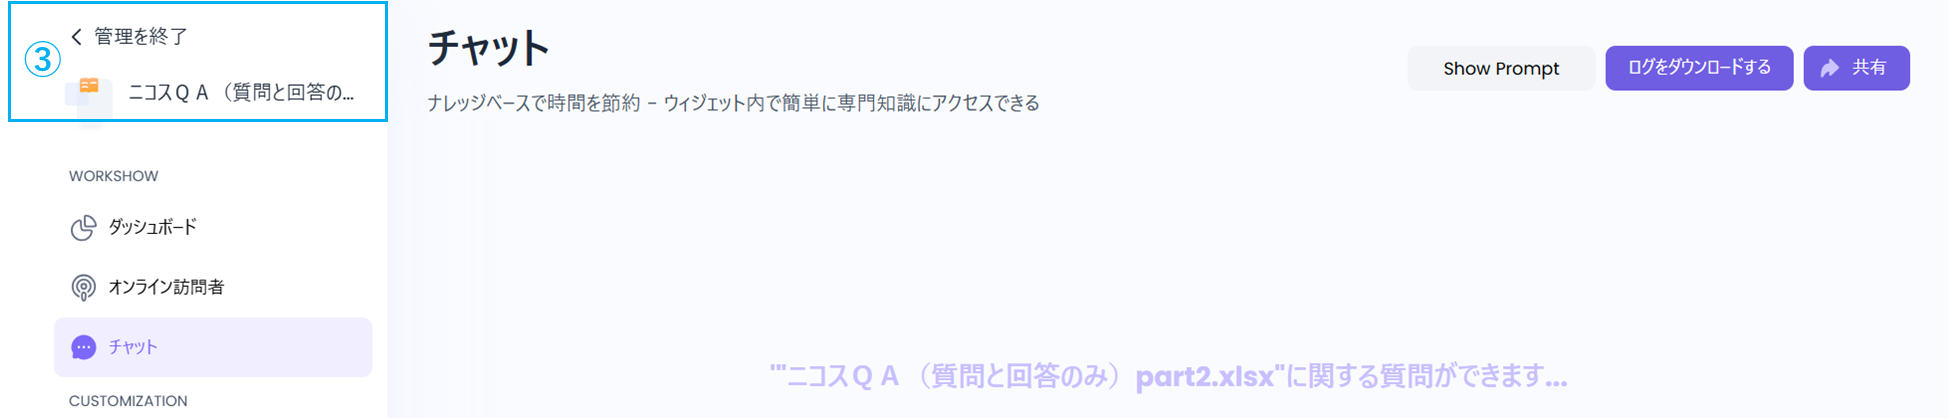 ③
管理を終了
ニコスＱＡ（質問と回答の...
WORKSHOW
ダッシュボード
オンライン訪問者
チャット
CUSTOMIZATION
チャット
ナレッジベースで時間を節約 - ウィジェット内で簡単に専門知識にアクセスできる
Show Prompt
ログをダウンロードする
共有
"'ニコスＱＡ（質問と回答のみ）part2.xlsx"に関する質問ができます...